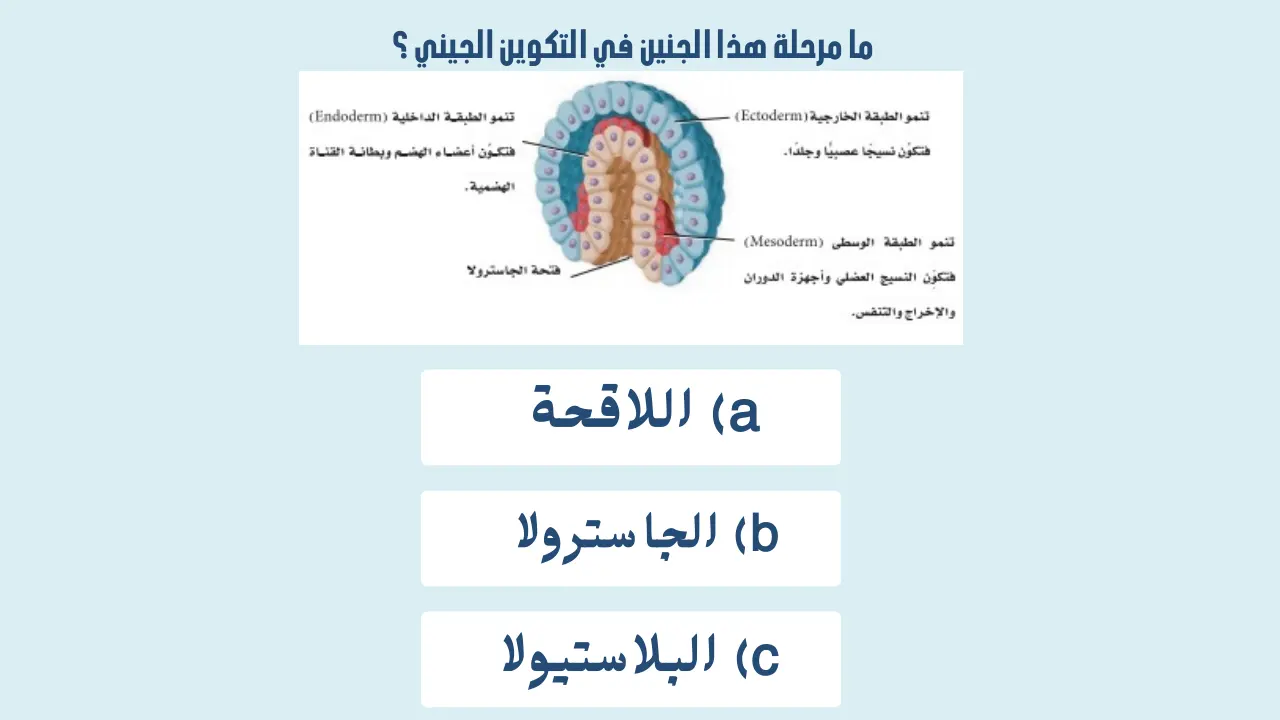 ما مرحلة هذا الجنين في التكوين الجيني ؟
تنمو الطبقة الخارجية (Ectoderm)
فتكوّن نسيجًا عصبيًّا وجلدًا.
تنمو الطبقة الداخلية (Endoderm)
فتكوّن أعضاء الهضم وبطانة القناة
الهضمية.
تنمو الطبقة الوسطى (Mesoderm)
فتكوّن النسيج العضلي وأجهزة الدوران
والإخراج والتنفس.
فتحة الجاسترولا
a) اللاقحة
b) الجاسترولا
c) البلاستيولا